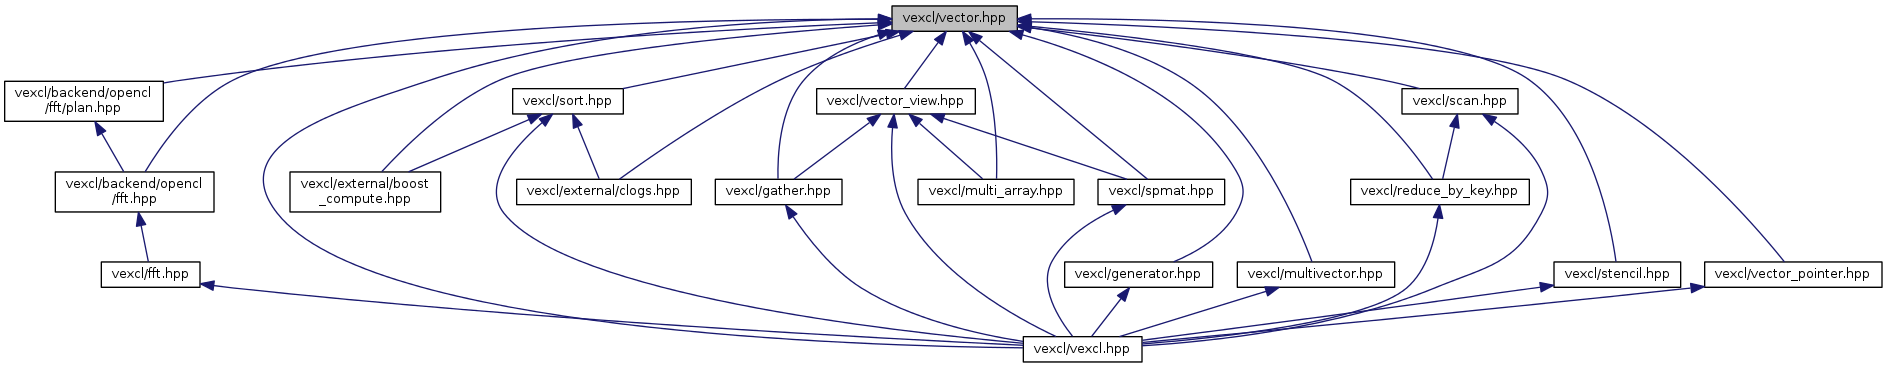 vexcl/vector.hpp
vexcl/backend/opencl
/fft/plan.hpp
vexcl/sort.hpp
vexcl/vector_view.hpp
vexcl/scan.hpp
vexcl/backend/opencl
/fft.hpp
vexcl/external/boost
_compute.hpp
vexcl/external/clogs.hpp
vexcl/gather.hpp
vexcl/multi_array.hpp
vexcl/spmat.hpp
vexcl/reduce_by_key.hpp
vexcl/fft.hpp
vexcl/generator.hpp
vexcl/multivector.hpp
vexcl/stencil.hpp
vexcl/vector_pointer.hpp
vexcl/vexcl.hpp